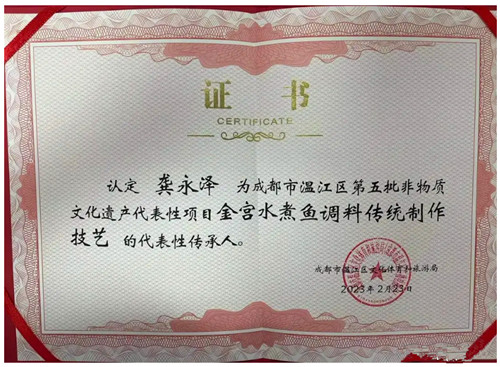 证 书
CERTIFICATE
认定 龚永泽 为成都市温江区第五批非物质
文化遗产代表性项目金宫水煮鱼调料传统制作
技艺 的代表性传承人。
成都市温江区文化体育和旅游局
2023年2月23日